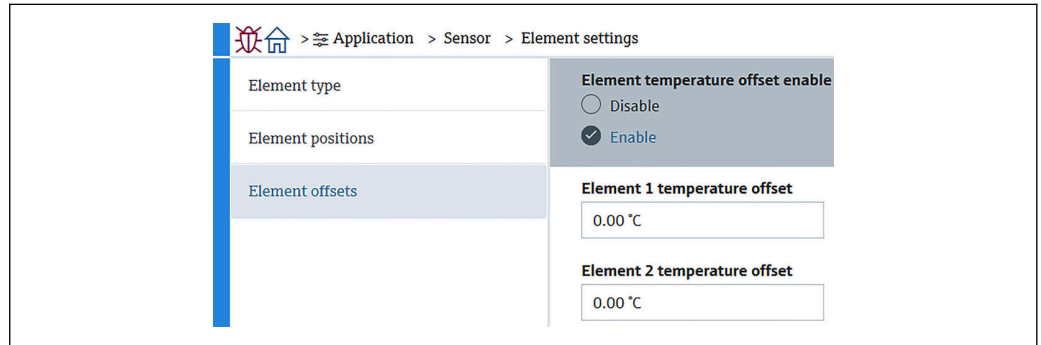 > Application > Sensor > Element settings
Element type
Element positions
Element offsets
Element temperature offset enable
Disable
Enable
Element 1 temperature offset
0.00 °C
Element 2 temperature offset
0.00 °C